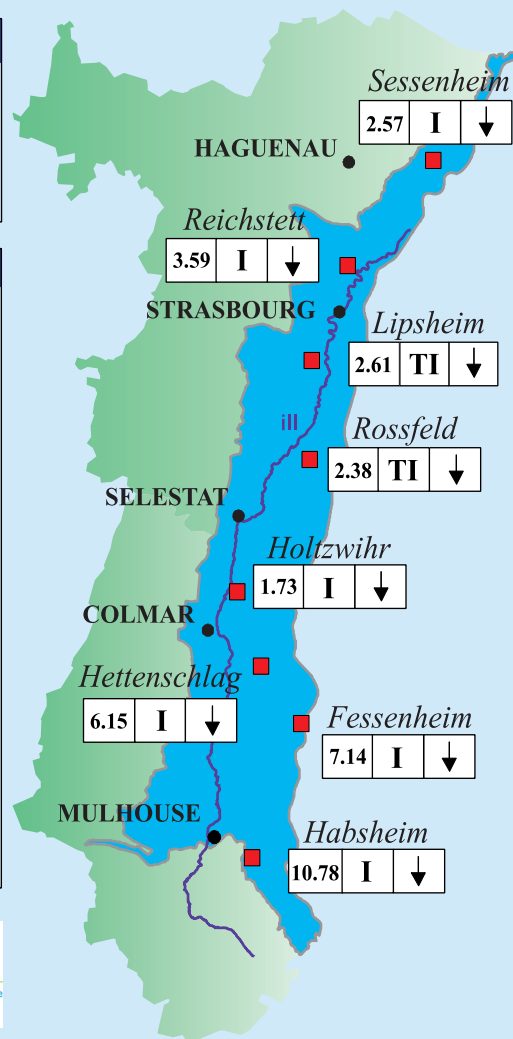 Sessenheim
2.57 I ↓
HAGUENAU
Reichstett
3.59 I ↓
STRASBOURG
Lipsheim
2.61 TI ↓
ill
Rossfeld
2.38 TI ↓
SELESTAT
Holtzwihr
1.73 I ↓
COLMAR
Hettenschlag
6.15 I ↓
Fessenheim
7.14 I ↓
MULHOUSE
Habsheim
10.78 I ↓
e